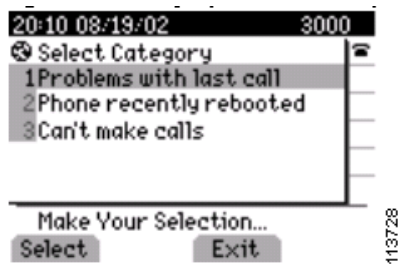 20:10 08/19/02 3000
Select Category
1 Problems with last call
2 Phone recently rebooted
3 Can't make calls
Make Your Selection...
Select Exit
113728